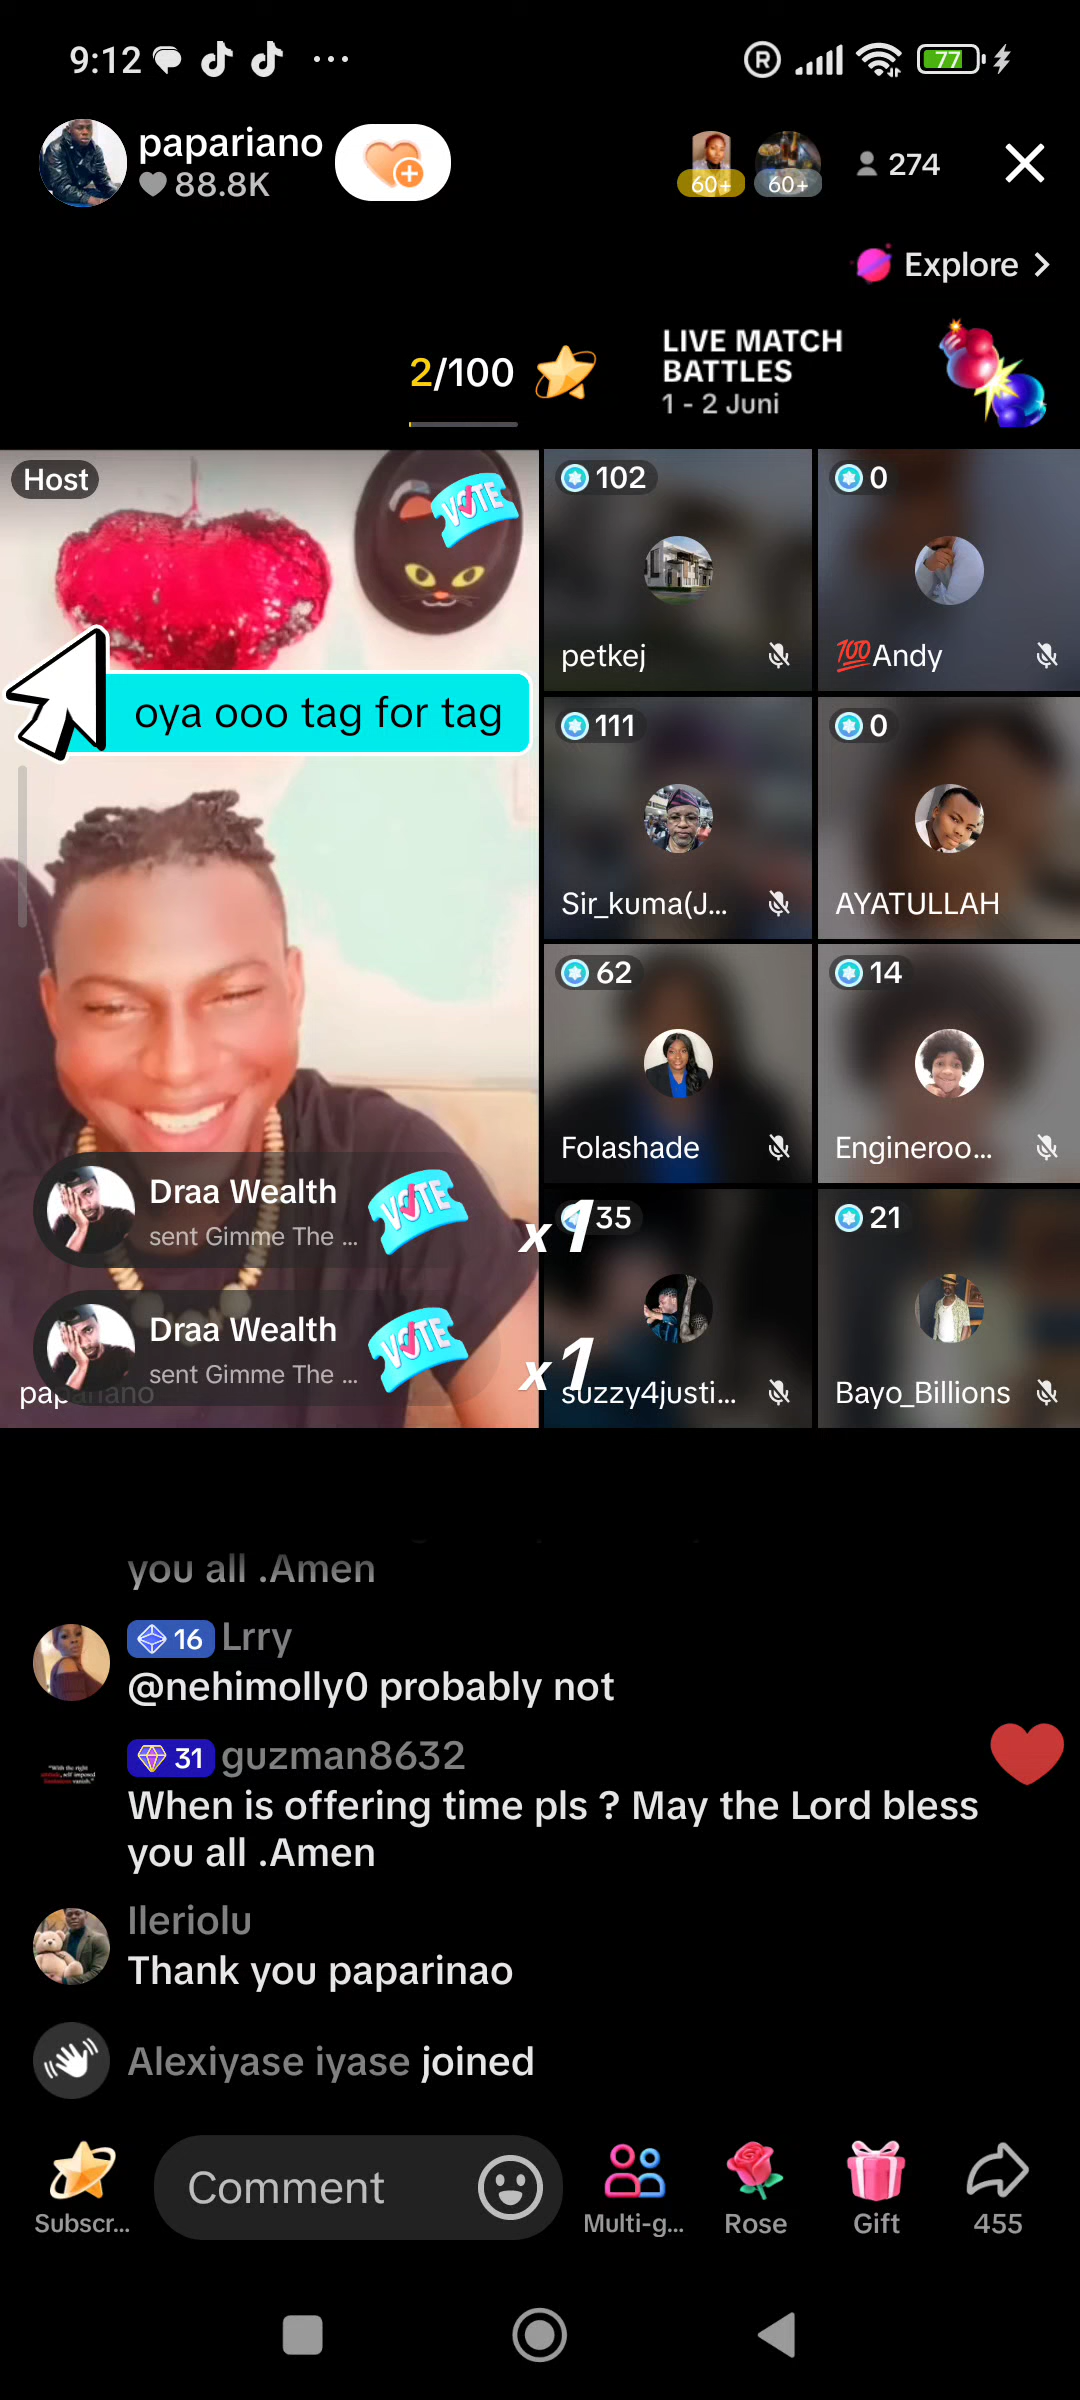 9:12
R
77
papariano
88.8K
60+
60+
274
Explore
2/100
LIVE MATCH
BATTLES
1 - 2 Juni
Host
VOTE
102
0
petkej
💯Andy
oya ooo tag for tag
111
0
Sir_kuma(J...
AYATULLAH
62
14
Folashade
Engineroo...
Draa Wealth
sent Gimme The ...
VOTE
x1
35
21
Draa Wealth
sent Gimme The ...
VOTE
x1
papariano
suzzy4justi...
Bayo_Billions
you all .Amen
16 Lrry
@nehimolly0 probably not
31 guzman8632
When is offering time pls ? May the Lord bless
you all .Amen
Ileriolu
Thank you paparinao
Alexiyase iyase joined
Comment
Subscr...
Multi-g...
Rose
Gift
455